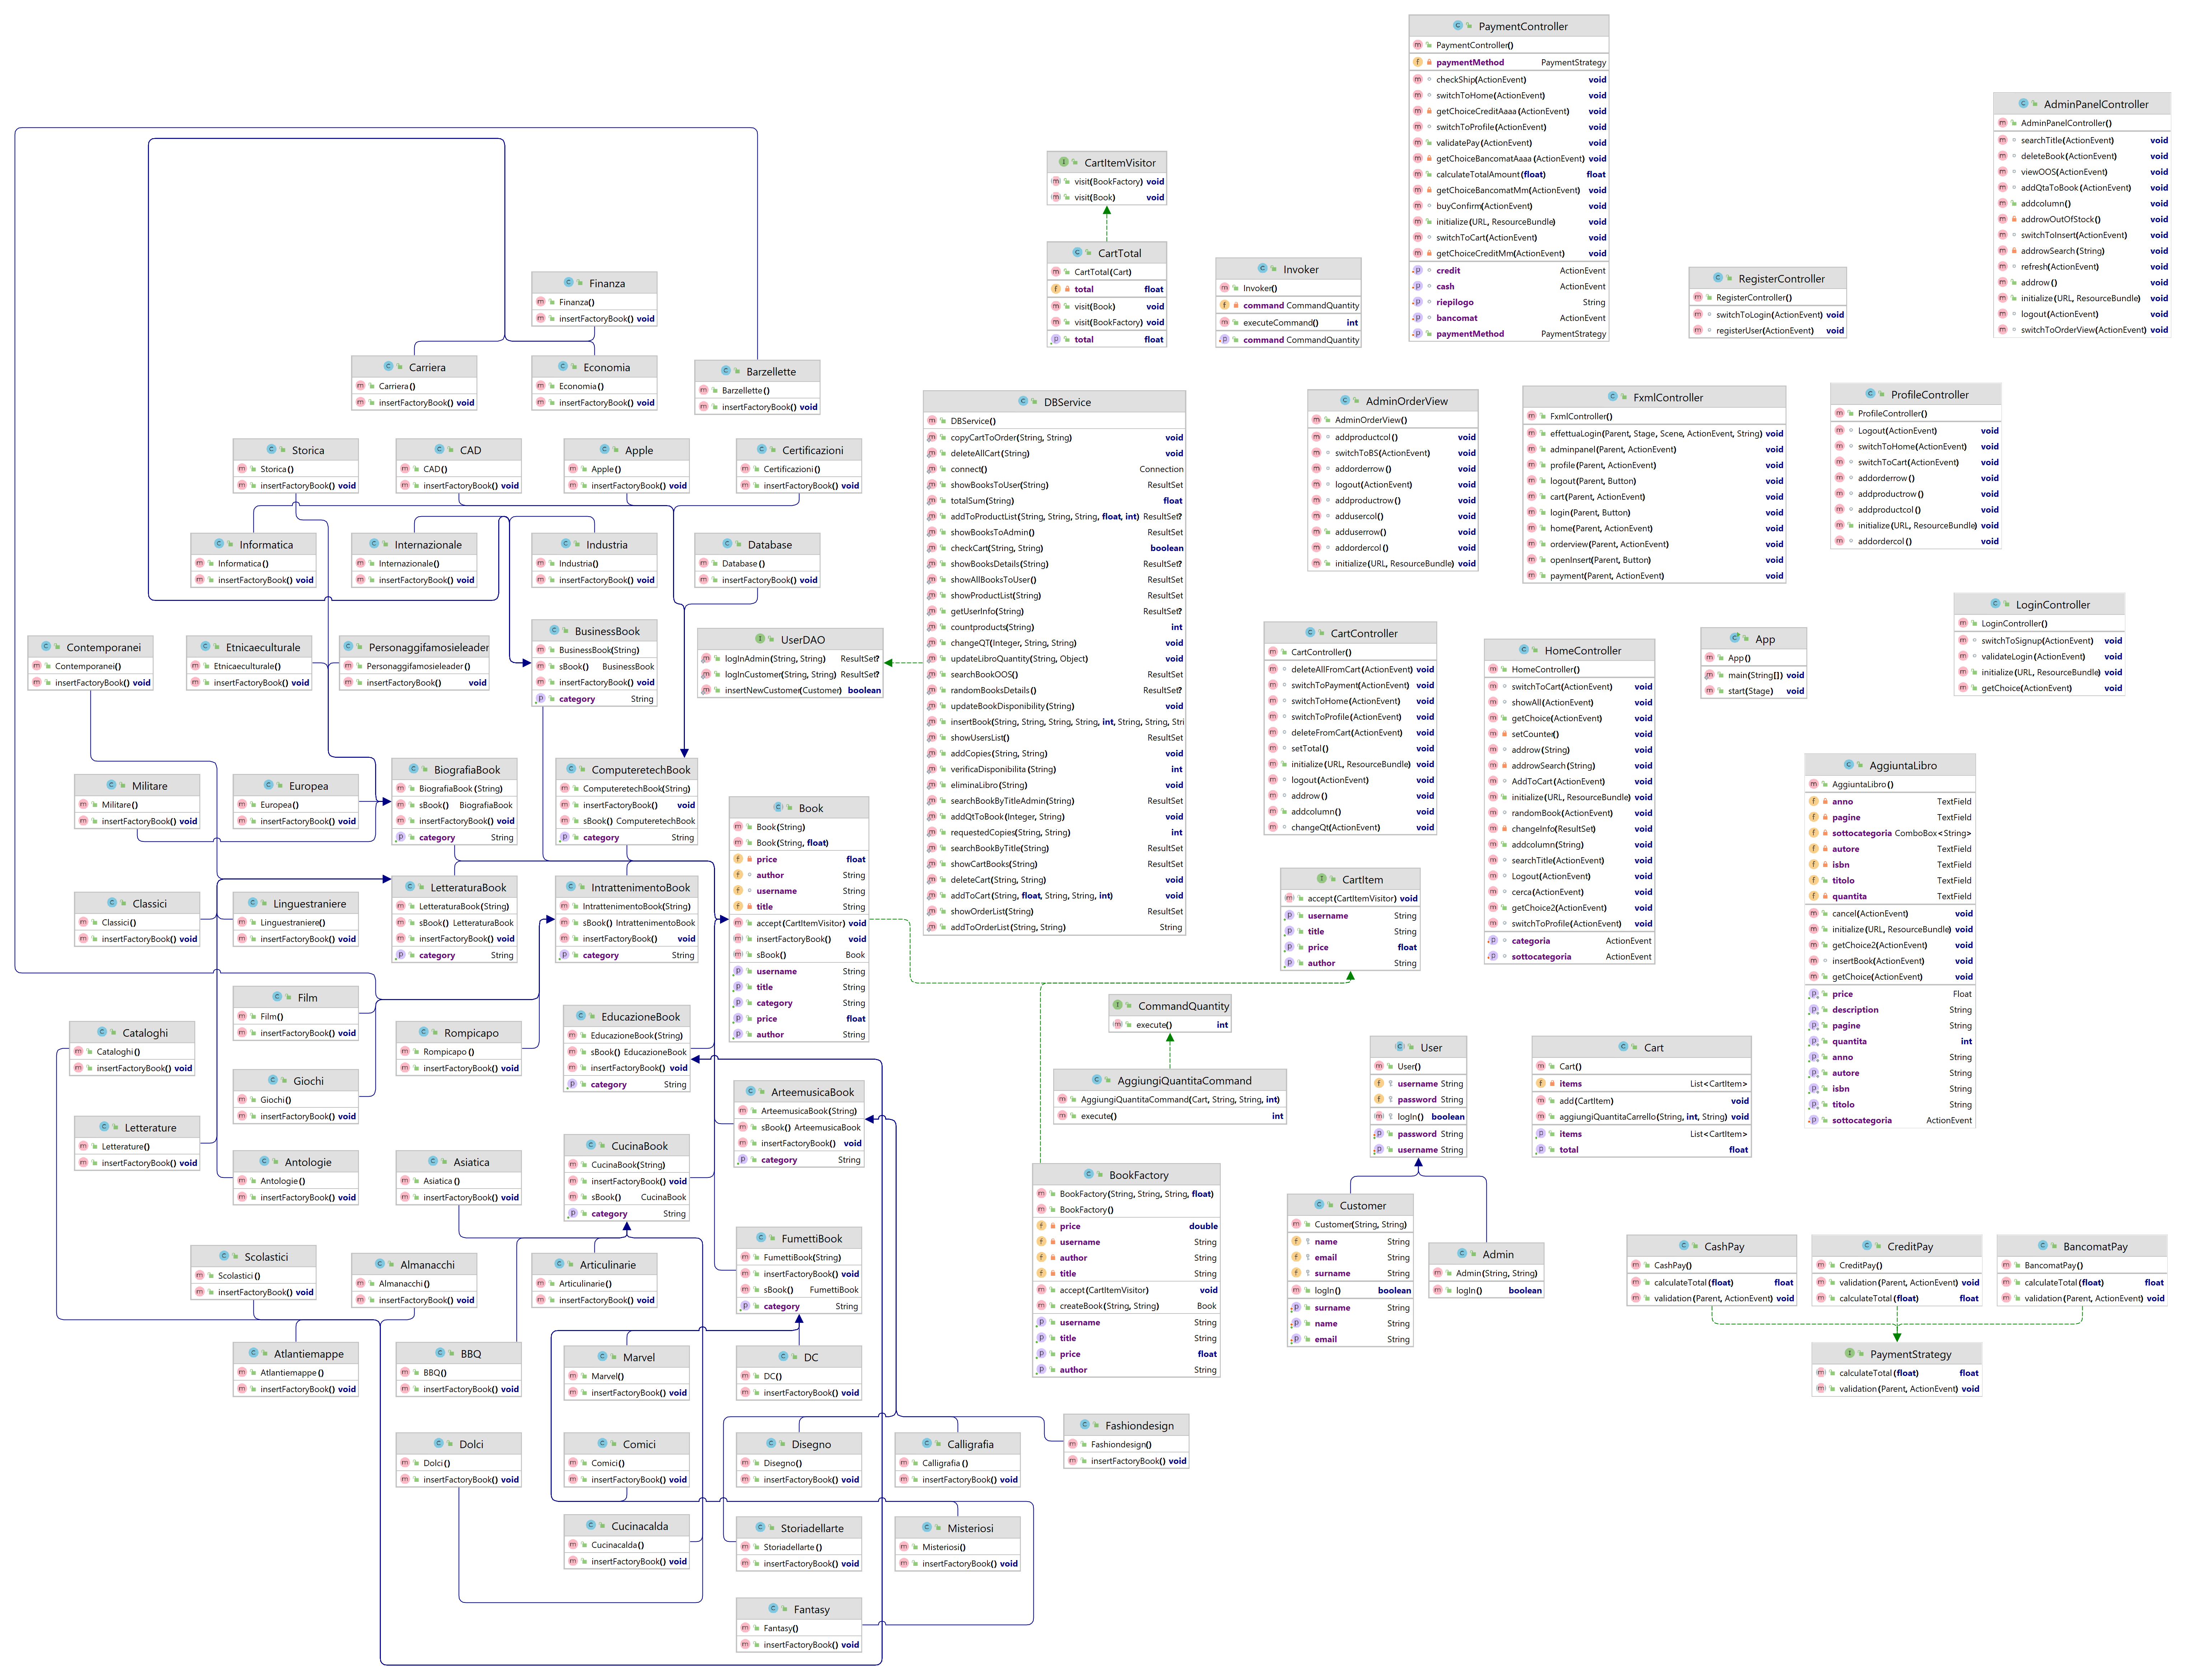 PaymentController
PaymentController()
paymentMethod PaymentStrategy
checkShip(ActionEvent) void
switchToHome(ActionEvent) void
getChoiceCreditAaaa(ActionEvent) void
switchToProfile(ActionEvent) void
validatePay(ActionEvent) void
getChoiceBancomatAaaa(ActionEvent) void
calculateTotalAmount(float) float
getChoiceBancomatMm(ActionEvent) void
buyConfirm(ActionEvent) void
initialize(URL, ResourceBundle) void
switchToCart(ActionEvent) void
getChoiceCreditMm(ActionEvent) void
credit ActionEvent
cash ActionEvent
riepilogo String
bancomat ActionEvent
paymentMethod PaymentStrategy
AdminPanelController
AdminPanelController()
searchTitle(ActionEvent) void
deleteBook(ActionEvent) void
viewOOS(ActionEvent) void
addQtaToBook(ActionEvent) void
addcolumn() void
addrowOutOfStock() void
switchToInsert(ActionEvent) void
addrowSearch(String) void
refresh(ActionEvent) void
addrow() void
initialize(URL, ResourceBundle) void
logout(ActionEvent) void
switchToOrderView(ActionEvent) void
CartItemVisitor
visit(BookFactory) void
visit(Book) void
CartTotal
CartTotal(Cart)
total float
visit(Book) void
visit(BookFactory) void
total float
Invoker
Invoker()
command CommandQuantity
executeCommand() int
command CommandQuantity
RegisterController
RegisterController()
switchToLogin(ActionEvent) void
registerUser(ActionEvent) void
Finanza
Finanza()
insertFactoryBook() void
Carriera
Carriera()
insertFactoryBook() void
Economia
Economia()
insertFactoryBook() void
Barzellette
Barzellette()
insertFactoryBook() void
DBService
DBService()
copyCartToOrder(String, String) void
deleteAllCart(String) void
connect() Connection
showBooksToUser(String) ResultSet
totalSum(String) float
addToProductList(String, String, String, float, int) ResultSet?
showBooksToAdmin() ResultSet
checkCart(String, String) boolean
showBooksDetails(String) ResultSet?
showAllBooksToUser() ResultSet
showProductList(String) ResultSet
getUserInfo(String) ResultSet?
countproducts(String) int
changeQT(Integer, String, String) void
updateLibroQuantity(String, Object) void
searchBookOOS() ResultSet
randomBooksDetails() ResultSet?
updateBookDisponibility(String) void
insertBook(String, String, String, String, int, String, String, Stri
showUsersList() ResultSet
addCopies(String, String) void
verificaDisponibilita(String) int
eliminaLibro(String) void
searchBookByTitleAdmin(String) ResultSet
addQtToBook(Integer, String) void
requestedCopies(String, String) int
searchBookByTitle(String) ResultSet
showCartBooks(String) ResultSet
deleteCart(String, String) void
addToCart(String, float, String, String, int) void
showOrderList(String) ResultSet
addToOrderList(String, String) String
AdminOrderView
AdminOrderView()
addproductcol() void
switchToBS(ActionEvent) void
addorderrow() void
logout(ActionEvent) void
addproductrow() void
addusercol() void
adduserrow() void
addordercol() void
initialize(URL, ResourceBundle) void
FxmlController
FxmlController()
effettuaLogin(Parent, Stage, Scene, ActionEvent, String) void
adminpanel(Parent, ActionEvent) void
profile(Parent, ActionEvent) void
logout(Parent, Button) void
cart(Parent, ActionEvent) void
login(Parent, Button) void
home(Parent, ActionEvent) void
orderview(Parent, ActionEvent) void
openInsert(Parent, Button) void
payment(Parent, ActionEvent) void
ProfileController
ProfileController()
Logout(ActionEvent) void
switchToHome(ActionEvent) void
switchToCart(ActionEvent) void
addorderrow() void
addproductrow() void
addproductcol() void
initialize(URL, ResourceBundle) void
addordercol() void
Storica
Storica()
insertFactoryBook() void
CAD
CAD()
insertFactoryBook() void
Apple
Apple()
insertFactoryBook() void
Certificazioni
Certificazioni()
insertFactoryBook() void
Informatica
Informatica()
insertFactoryBook() void
Internazionale
Internazionale()
insertFactoryBook() void
Industria
Industria()
insertFactoryBook() void
Database
Database()
insertFactoryBook() void
Contemporanei
Contemporanei()
insertFactoryBook() void
Etnicaeculturale
Etnicaeculturale()
insertFactoryBook() void
Personaggifamosieleader
Personaggifamosieleader()
insertFactoryBook() void
BusinessBook
BusinessBook(String)
sBook() BusinessBook
insertFactoryBook() void
category String
UserDAO
logInAdmin(String, String) ResultSet?
logInCustomer(String, String) ResultSet?
insertNewCustomer(Customer) boolean
CartController
CartController()
deleteAllFromCart(ActionEvent) void
switchToPayment(ActionEvent) void
switchToHome(ActionEvent) void
switchToProfile(ActionEvent) void
deleteFromCart(ActionEvent) void
setTotal() void
initialize(URL, ResourceBundle) void
logout(ActionEvent) void
addrow() void
addcolumn() void
changeQt(ActionEvent) void
HomeController
HomeController()
switchToCart(ActionEvent) void
showAll(ActionEvent) void
getChoice(ActionEvent) void
setCounter() void
addrow(String) void
addrowSearch(String) void
AddToCart(ActionEvent) void
initialize(URL, ResourceBundle) void
randomBook(ActionEvent) void
changeInfo(ResultSet) void
addcolumn(String) void
searchTitle(ActionEvent) void
Logout(ActionEvent) void
cerca(ActionEvent) void
getChoice2(ActionEvent) void
switchToProfile(ActionEvent) void
categoria ActionEvent
sottocategoria ActionEvent
App
App()
main(String[]) void
start(Stage) void
LoginController
LoginController()
switchToSignup(ActionEvent) void
validateLogin(ActionEvent) void
initialize(URL, ResourceBundle) void
getChoice(ActionEvent) void
AggiuntaLibro
AggiuntaLibro()
anno TextField
pagine TextField
sottocategoria ComboBox<String>
autore TextField
isbn TextField
titolo TextField
quantita TextField
cancel(ActionEvent) void
initialize(URL, ResourceBundle) void
getChoice2(ActionEvent) void
insertBook(ActionEvent) void
getChoice(ActionEvent) void
price Float
description String
pagine String
quantita int
anno String
autore String
isbn String
titolo String
sottocategoria ActionEvent
Militare
Militare()
insertFactoryBook() void
Europea
Europea()
insertFactoryBook() void
BiografiaBook
BiografiaBook(String)
sBook() BiografiaBook
insertFactoryBook() void
category String
ComputeretechBook
ComputeretechBook(String)
insertFactoryBook() void
sBook() ComputeretechBook
category String
Book
Book(String)
Book(String, float)
price float
author String
username String
title String
accept(CartItemVisitor) void
insertFactoryBook() void
sBook() Book
username String
title String
category String
price float
author String
Classici
Classici()
insertFactoryBook() void
Linguestraniere
Linguestraniere()
insertFactoryBook() void
LetteraturaBook
LetteraturaBook(String)
sBook() LetteraturaBook
insertFactoryBook() void
category String
IntrattenimentoBook
IntrattenimentoBook(String)
sBook() IntrattenimentoBook
insertFactoryBook() void
category String
CartItem
accept(CartItemVisitor) void
username String
title String
price float
author String
Film
Film()
insertFactoryBook() void
Cataloghi
Cataloghi()
insertFactoryBook() void
Rompicapo
Rompicapo()
insertFactoryBook() void
EducazioneBook
EducazioneBook(String)
sBook() EducazioneBook
insertFactoryBook() void
category String
CommandQuantity
execute() int
AggiungiQuantitaCommand
AggiungiQuantitaCommand(Cart, String, String, int)
execute() int
User
User()
username String
password String
logIn() boolean
password String
username String
Cart
Cart()
items List<CartItem>
add(CartItem) void
aggiungiQuantitaCarrello(String, int, String) void
items List<CartItem>
total float
Giochi
Giochi()
insertFactoryBook() void
ArteemusicaBook
ArteemusicaBook(String)
sBook() ArteemusicaBook
insertFactoryBook() void
category String
Letterature
Letterature()
insertFactoryBook() void
Antologie
Antologie()
insertFactoryBook() void
Asiatica
Asiatica()
insertFactoryBook() void
CucinaBook
CucinaBook(String)
insertFactoryBook() void
sBook() CucinaBook
category String
BookFactory
BookFactory(String, String, String, float)
BookFactory()
price double
username String
author String
title String
accept(CartItemVisitor) void
createBook(String, String) Book
username String
title String
price float
author String
Customer
Customer(String, String)
name String
email String
surname String
logIn() boolean
surname String
name String
email String
Admin
Admin(String, String)
logIn() boolean
CashPay
CashPay()
calculateTotal(float) float
validation(Parent, ActionEvent) void
CreditPay
CreditPay()
validation(Parent, ActionEvent) void
calculateTotal(float) float
BancomatPay
BancomatPay()
calculateTotal(float) float
validation(Parent, ActionEvent) void
PaymentStrategy
calculateTotal(float) float
validation(Parent, ActionEvent) void
Scolastici
Scolastici()
insertFactoryBook() void
Almanacchi
Almanacchi()
insertFactoryBook() void
Articulinarie
Articulinarie()
insertFactoryBook() void
FumettiBook
FumettiBook(String)
insertFactoryBook() void
sBook() FumettiBook
category String
Atlantiemappe
Atlantiemappe()
insertFactoryBook() void
BBQ
BBQ()
insertFactoryBook() void
Marvel
Marvel()
insertFactoryBook() void
DC
DC()
insertFactoryBook() void
Dolci
Dolci()
insertFactoryBook() void
Comici
Comici()
insertFactoryBook() void
Disegno
Disegno()
insertFactoryBook() void
Calligrafia
Calligrafia()
insertFactoryBook() void
Fashiondesign
Fashiondesign()
insertFactoryBook() void
Cucinacalda
Cucinacalda()
insertFactoryBook() void
Storiadellarte
Storiadellarte()
insertFactoryBook() void
Misteriosi
Misteriosi()
insertFactoryBook() void
Fantasy
Fantasy()
insertFactoryBook() void